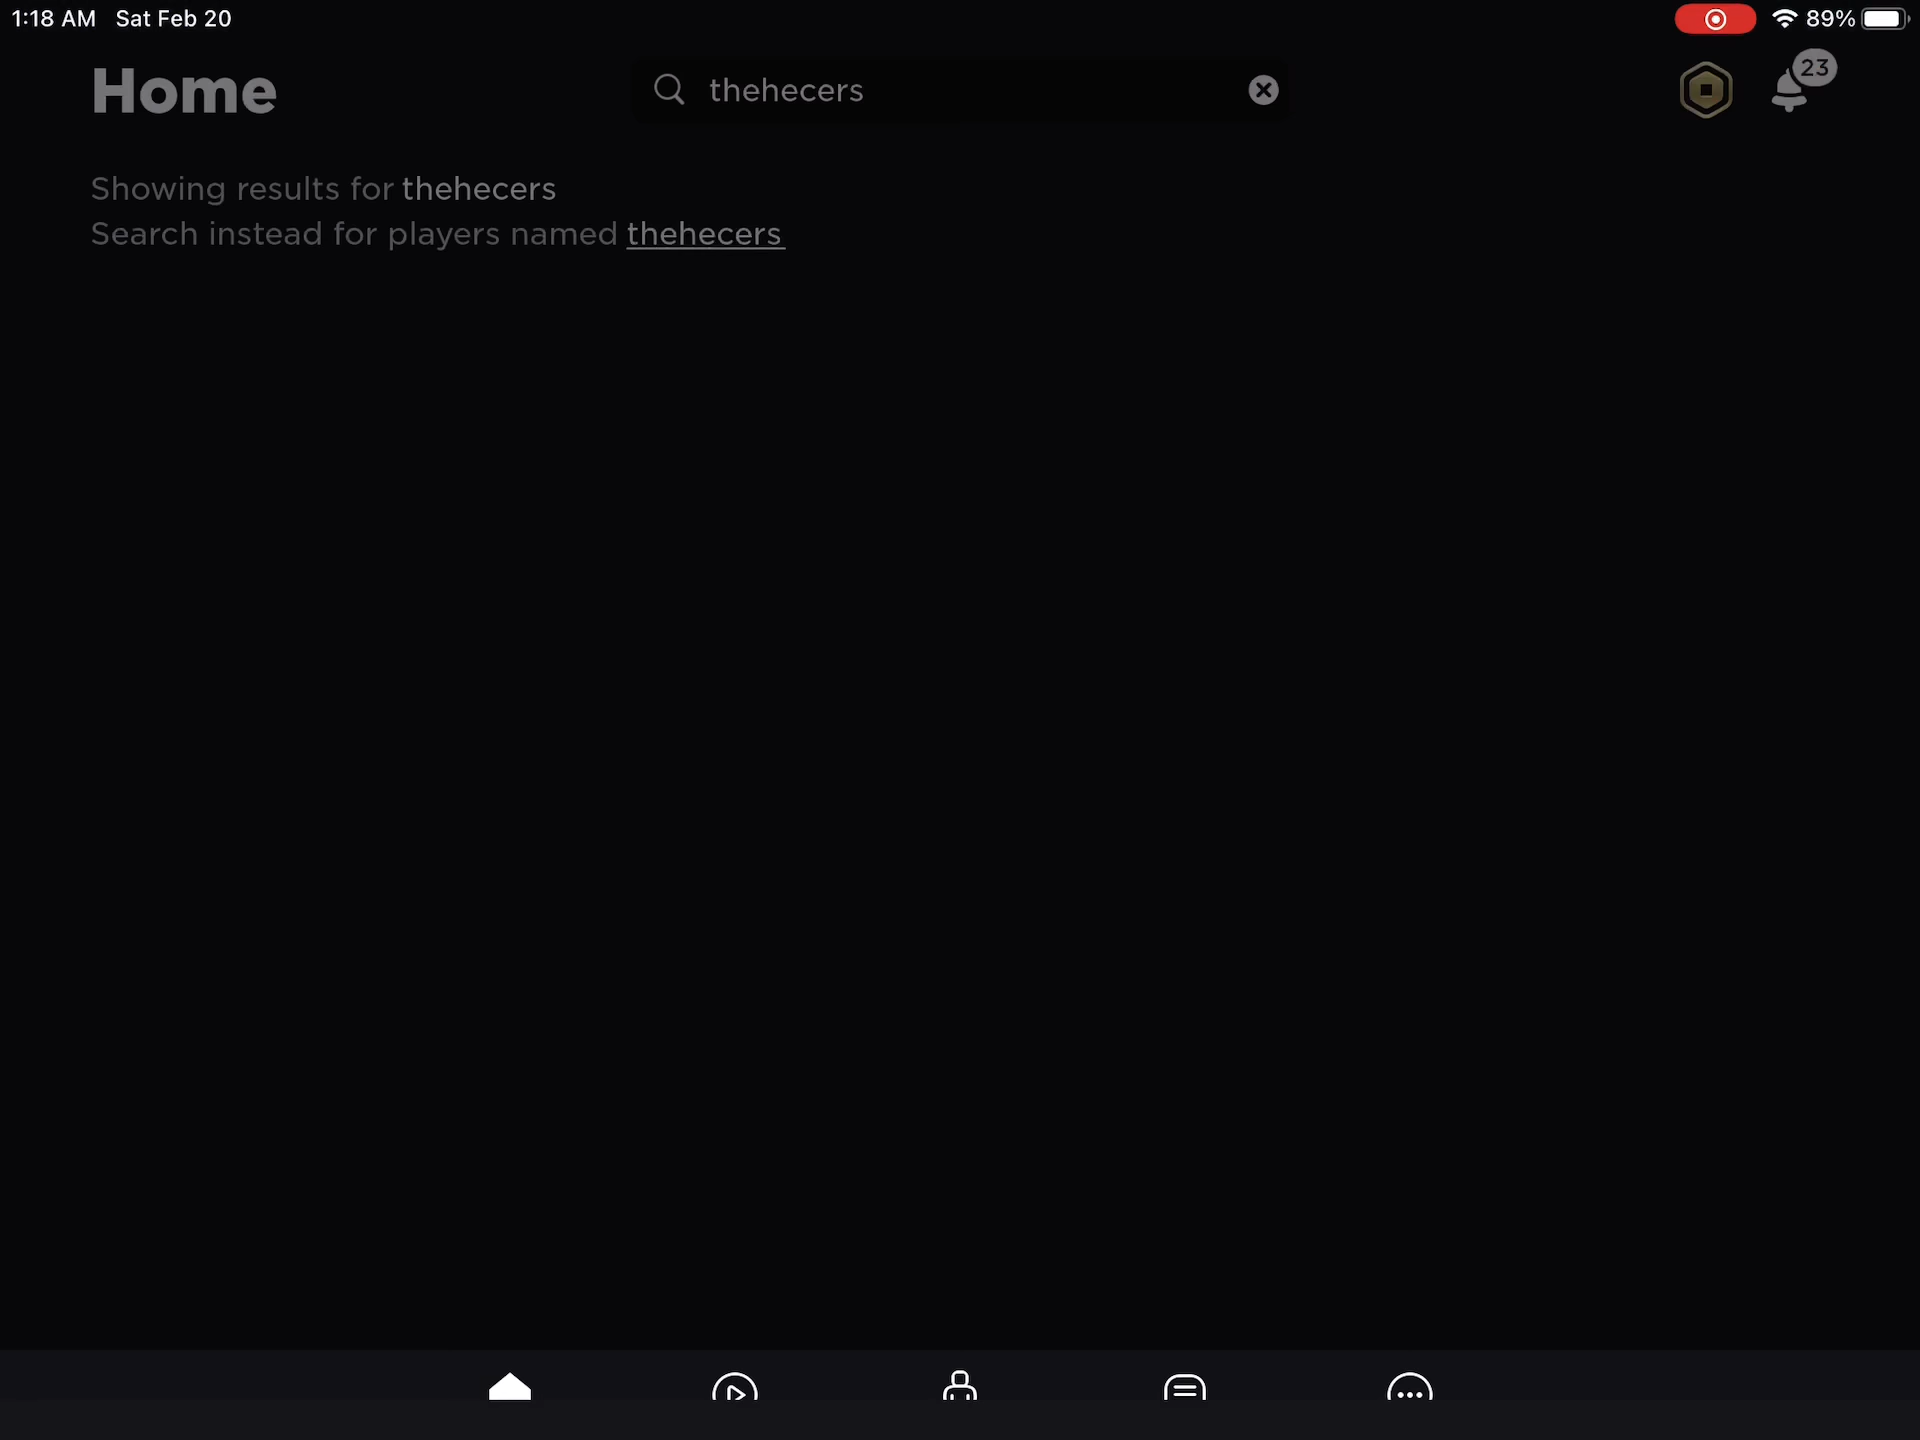 1:18 AM Sat Feb 20 89%
Home thehecers 23
Showing results for thehecers
Search instead for players named thehecers